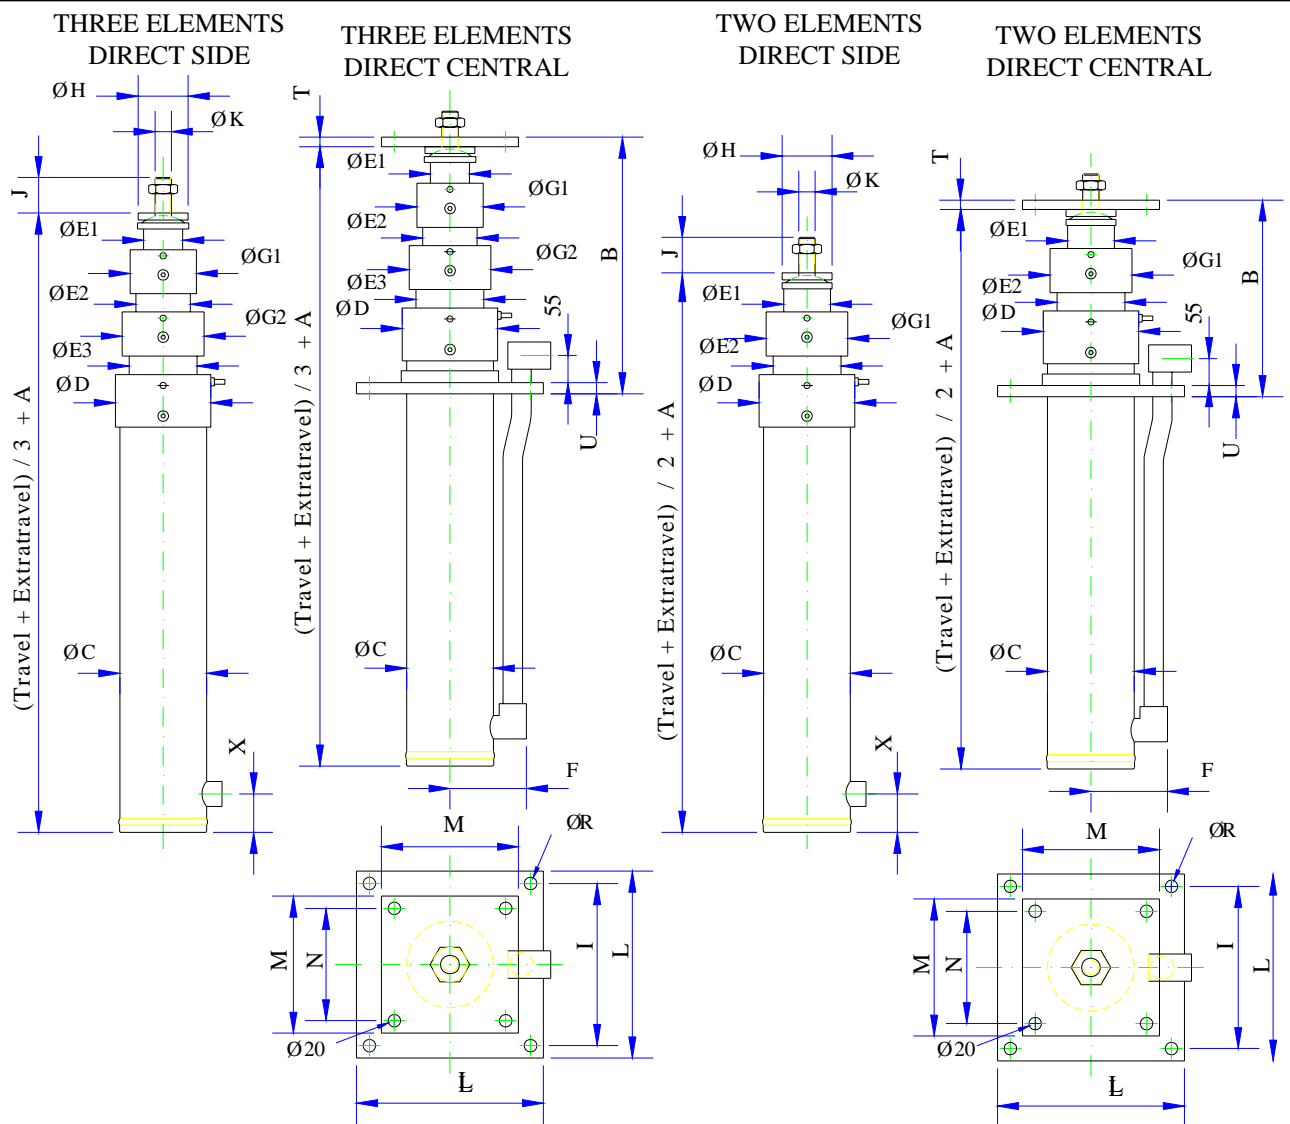 THREE ELEMENTS
DIRECT SIDE
ØH
ØK
J
ØE1
ØG1
ØE2
ØG2
ØE3
ØD
(Travel + Extratravel) / 3 + A
ØC
X
THREE ELEMENTS
DIRECT CENTRAL
T
ØE1
ØG1
ØE2
ØG2
ØE3
ØD
B
55
U
(Travel + Extratravel) / 3 + A
ØC
F
M
ØR
M
N
I
L
Ø20
L
TWO ELEMENTS
DIRECT SIDE
ØH
ØK
J
ØE1
ØG1
ØE2
ØD
(Travel + Extratravel) / 2 + A
ØC
X
TWO ELEMENTS
DIRECT CENTRAL
T
ØE1
ØG1
ØE2
ØD
B
55
U
(Travel + Extratravel) / 2 + A
ØC
F
M
ØR
M
N
I
L
Ø20
L